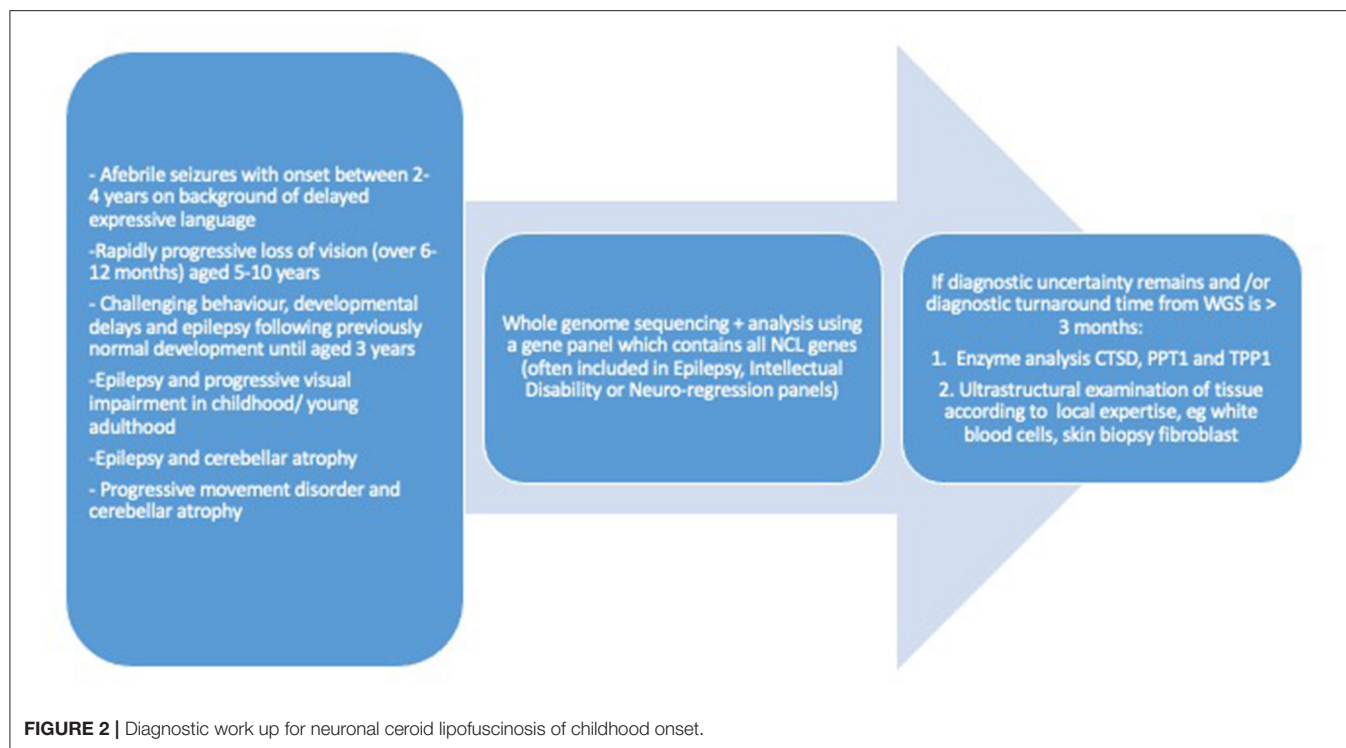 - Afebrile seizures with onset between 2-
4 years on background of delayed
expressive language
-Rapidly progressive loss of vision (over 6-
12 months) aged 5-10 years
- Challenging behaviour, developmental
delays and epilepsy following previously
normal development until aged 3 years
-Epilepsy and progressive visual
impairment in childhood/ young
adulthood
-Epilepsy and cerebellar atrophy
- Progressive movement disorder and
cerebellar atrophy
Whole genome sequencing + analysis using
a gene panel which contains all NCL genes
(often included in Epilepsy, Intellectual
Disability or Neuro-regression panels)
If diagnostic uncertainty remains and /or
diagnostic turnaround time from WGS is >
3 months:
1. Enzyme analysis CTSD, PPT1 and TPP1
2. Ultrastructural examination of tissue
according to local expertise, eg white
blood cells, skin biopsy fibroblast
FIGURE 2 | Diagnostic work up for neuronal ceroid lipofuscinosis of childhood onset.